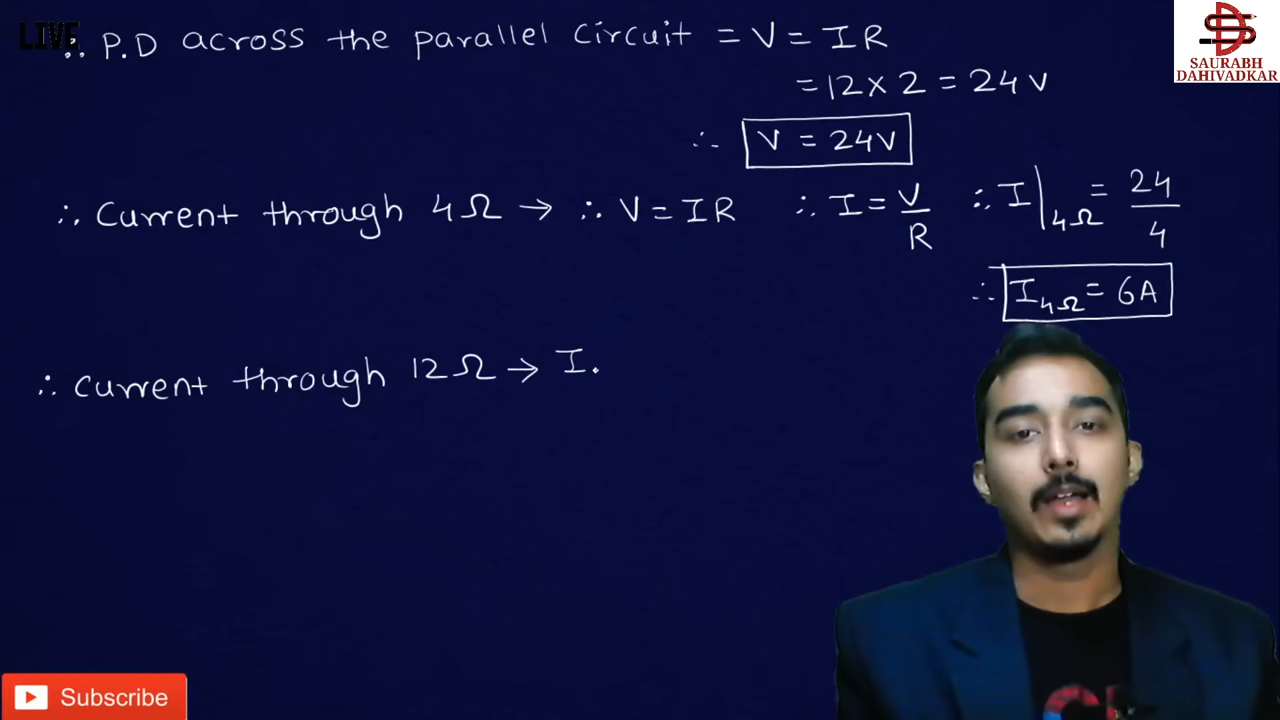 LIVE
∴ P.D across the parallel circuit = V = IR
= 12 × 2 = 24 V
∴ V = 24V
∴ Current through 4Ω → ∴ V = IR ∴ I = V/R ∴ I|4Ω = 24/4
∴ I4Ω = 6A
∴ Current through 12Ω → I.
SAURABH
DAHIVADKAR
Subscribe